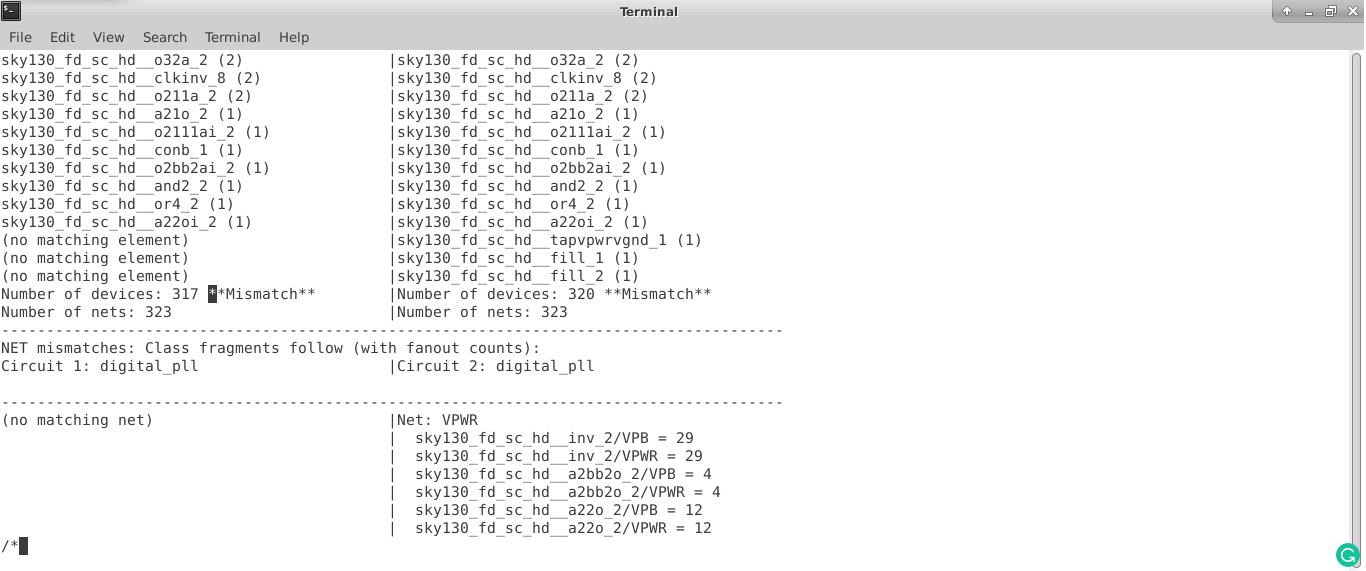 Terminal
File Edit View Search Terminal Help
sky130_fd_sc_hd__o32a_2 (2) |sky130_fd_sc_hd__o32a_2 (2)
sky130_fd_sc_hd__clkinv_8 (2) |sky130_fd_sc_hd__clkinv_8 (2)
sky130_fd_sc_hd__o211a_2 (2) |sky130_fd_sc_hd__o211a_2 (2)
sky130_fd_sc_hd__a21o_2 (1) |sky130_fd_sc_hd__a21o_2 (1)
sky130_fd_sc_hd__o2111ai_2 (1) |sky130_fd_sc_hd__o2111ai_2 (1)
sky130_fd_sc_hd__conb_1 (1) |sky130_fd_sc_hd__conb_1 (1)
sky130_fd_sc_hd__o2bb2ai_2 (1) |sky130_fd_sc_hd__o2bb2ai_2 (1)
sky130_fd_sc_hd__and2_2 (1) |sky130_fd_sc_hd__and2_2 (1)
sky130_fd_sc_hd__or4_2 (1) |sky130_fd_sc_hd__or4_2 (1)
sky130_fd_sc_hd__a22oi_2 (1) |sky130_fd_sc_hd__a22oi_2 (1)
(no matching element) |sky130_fd_sc_hd__tapvpwrvgnd_1 (1)
(no matching element) |sky130_fd_sc_hd__fill_1 (1)
(no matching element) |sky130_fd_sc_hd__fill_2 (1)
Number of devices: 317 **Mismatch** |Number of devices: 320 **Mismatch**
Number of nets: 323 |Number of nets: 323
---------------------------------------------------------------------------------------
NET mismatches: Class fragments follow (with fanout counts):
Circuit 1: digital_pll |Circuit 2: digital_pll
---------------------------------------------------------------------------------------
(no matching net) |Net: VPWR
| sky130_fd_sc_hd__inv_2/VPB = 29
| sky130_fd_sc_hd__inv_2/VPWR = 29
| sky130_fd_sc_hd__a2bb2o_2/VPB = 4
| sky130_fd_sc_hd__a2bb2o_2/VPWR = 4
| sky130_fd_sc_hd__a22o_2/VPB = 12
| sky130_fd_sc_hd__a22o_2/VPWR = 12
/*